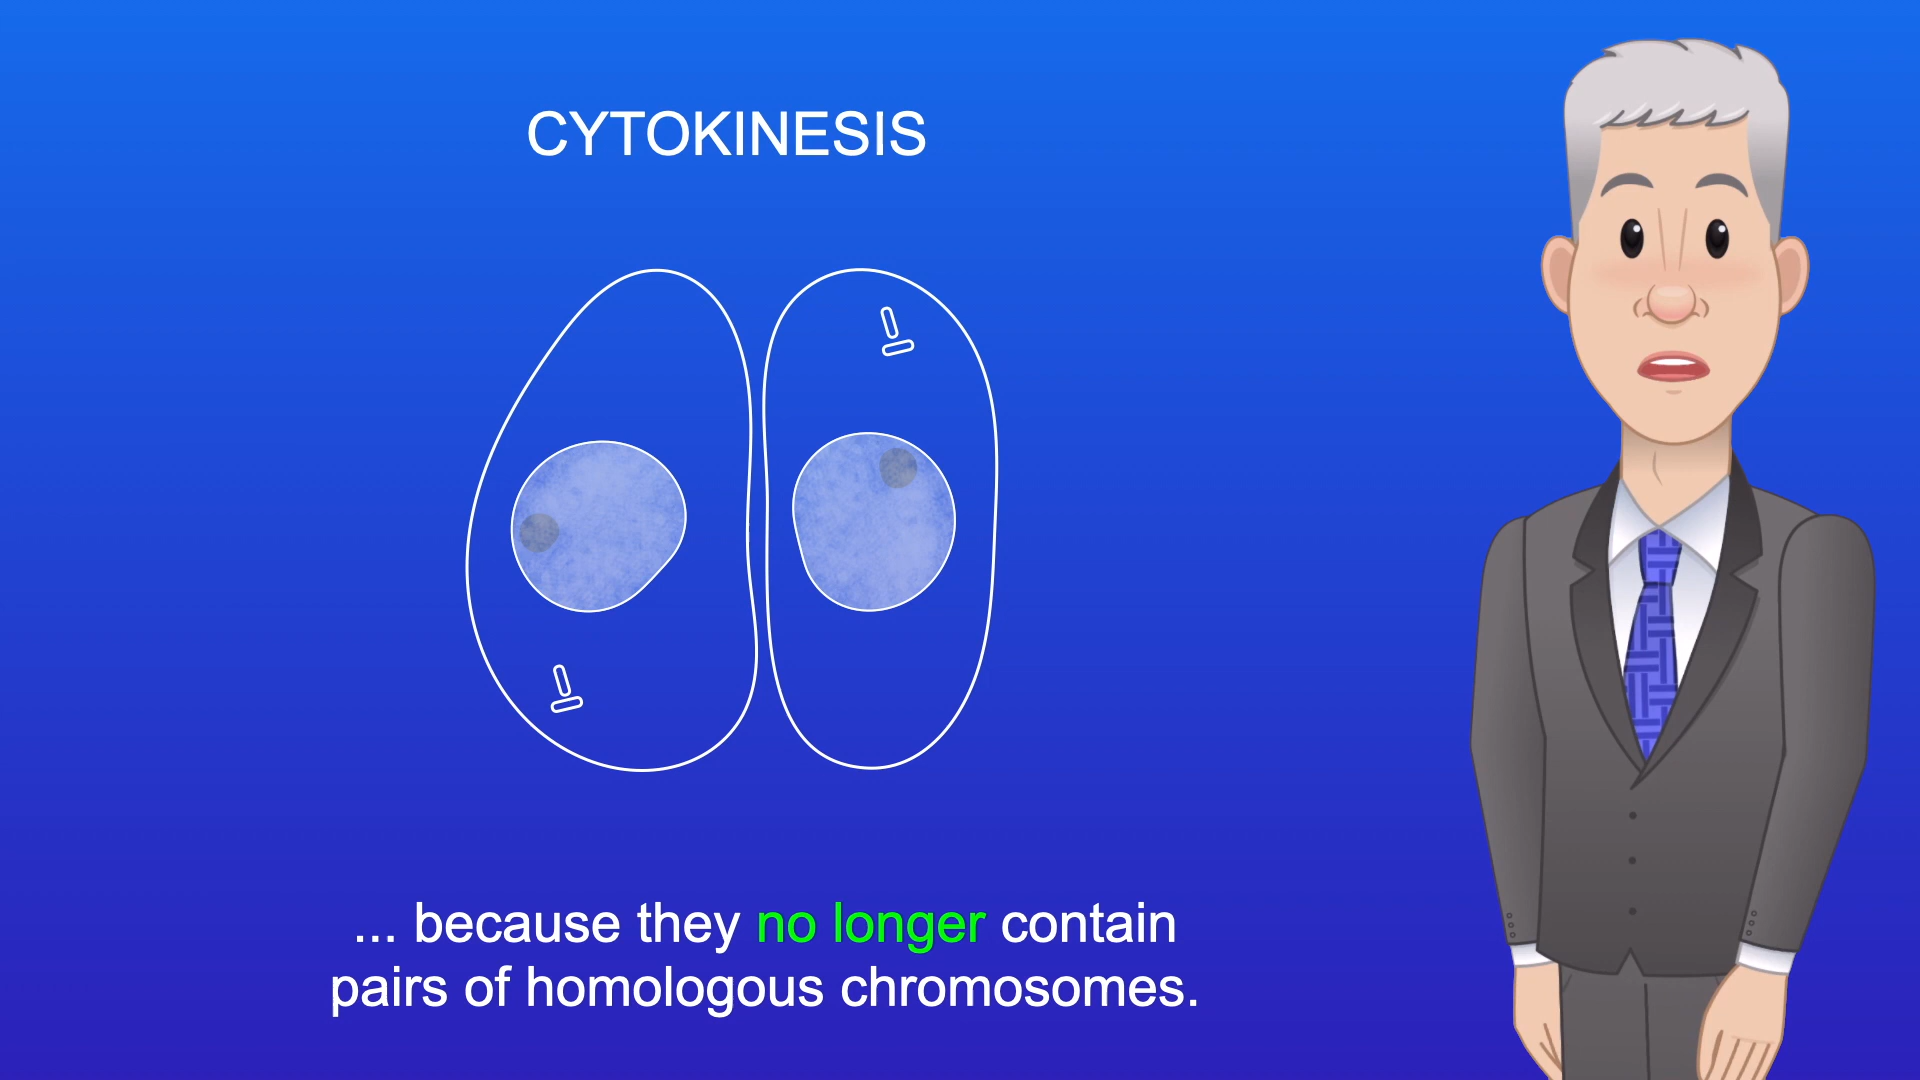 CYTOKINESIS
... because they no longer contain
pairs of homologous chromosomes.